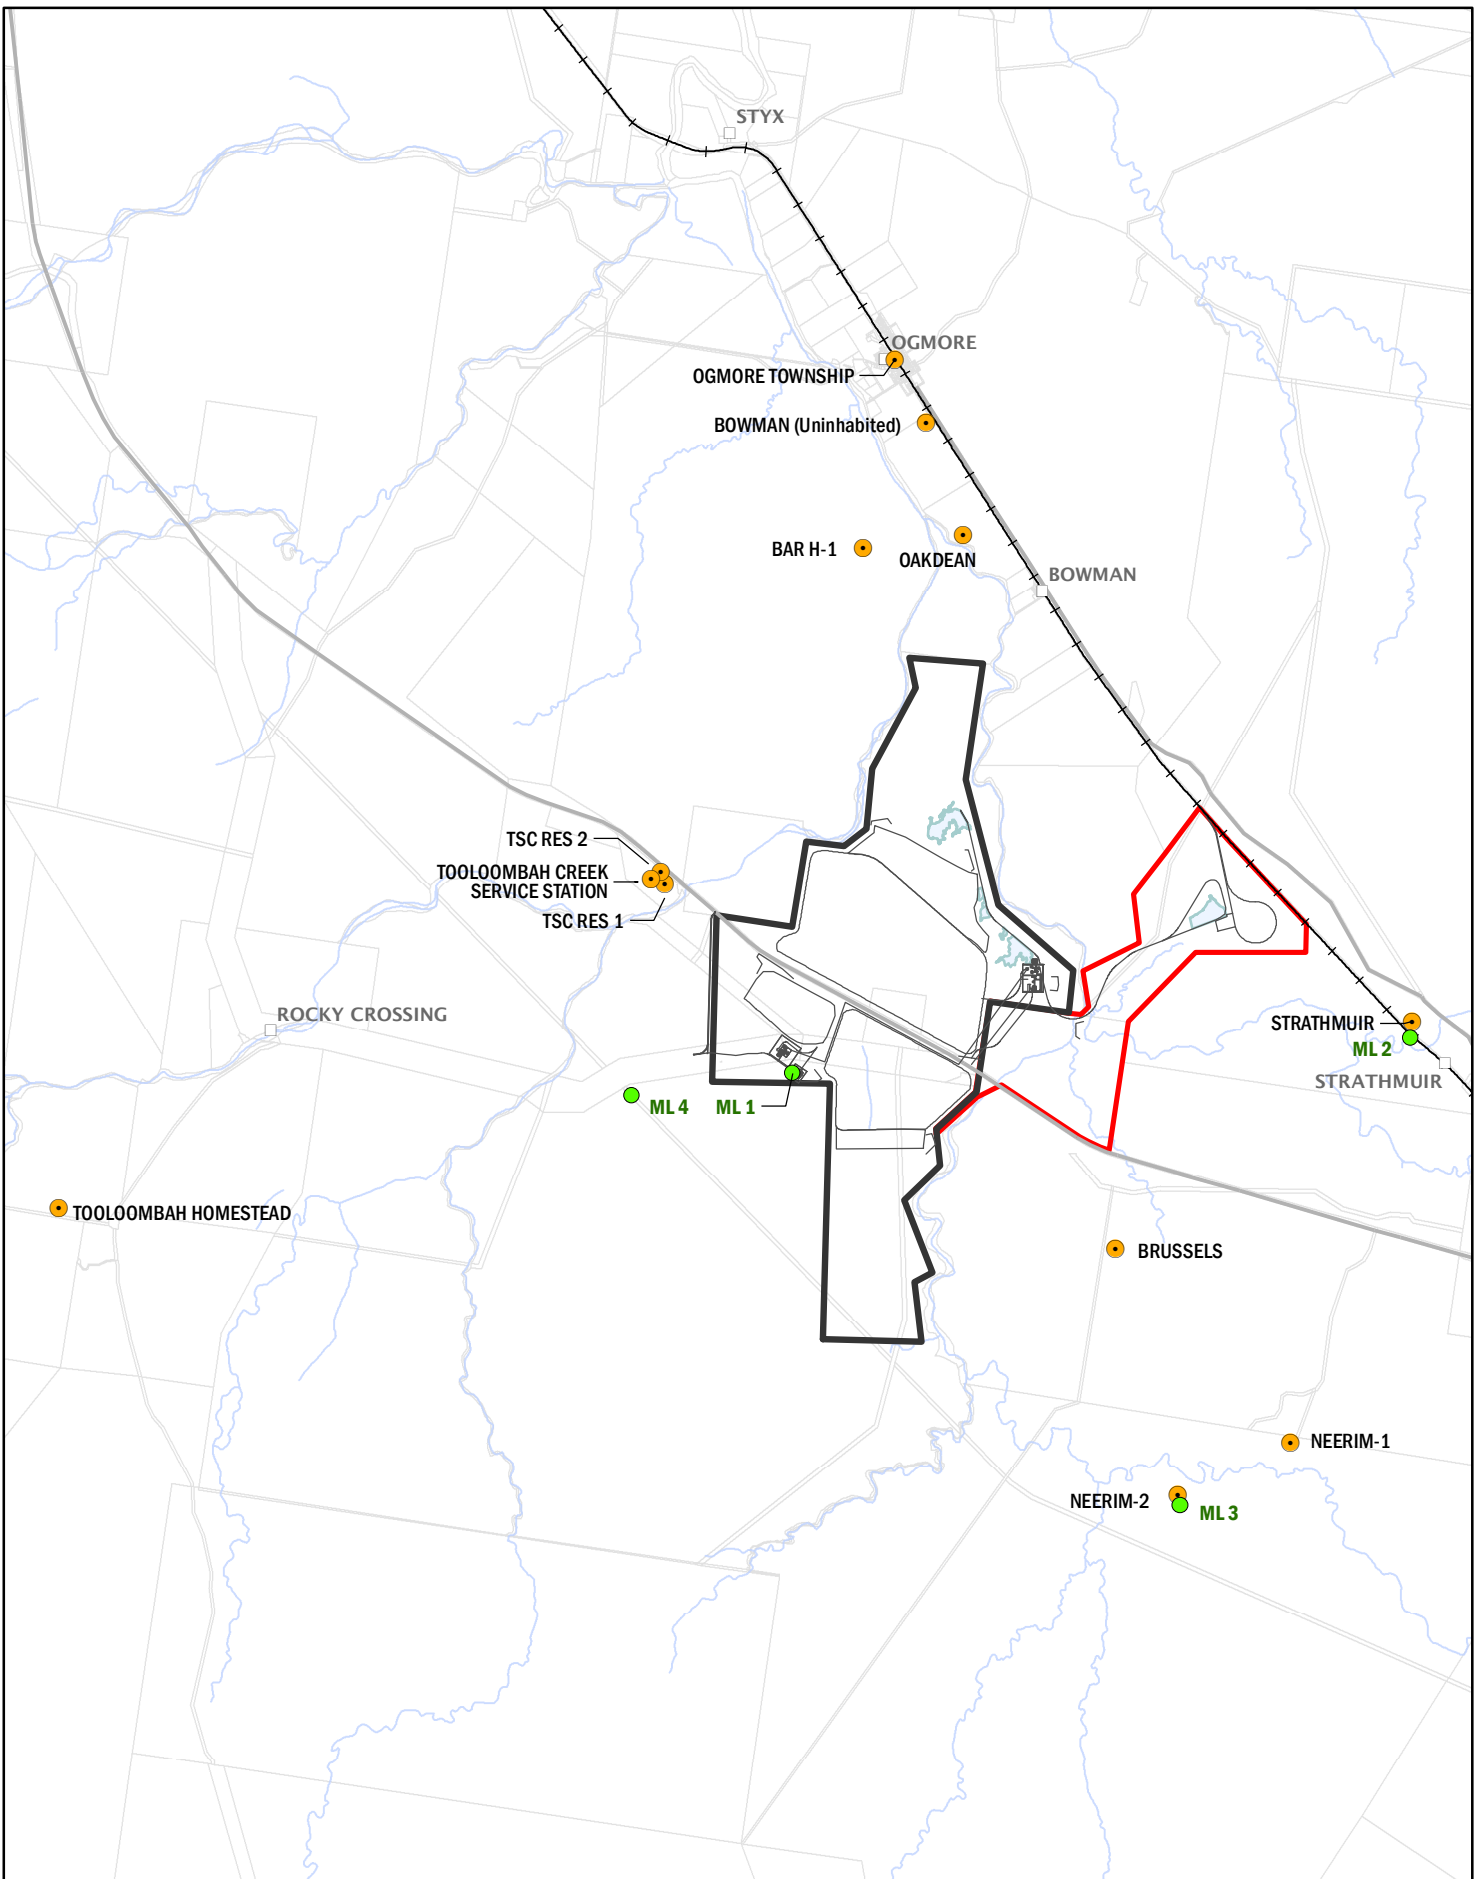 STYX
OGMORE
OGMORE TOWNSHIP
BOWMAN (Uninhabited)
BAR H-1
OAKDEAN
BOWMAN
TSC RES 2
TOOLOOMBAH CREEK
SERVICE STATION
TSC RES 1
ROCKY CROSSING
STRATHMUIR
ML 2
STRATHMUIR
ML 4
ML 1
TOOLOOMBAH HOMESTEAD
BRUSSELS
NEERIM-1
NEERIM-2
ML 3